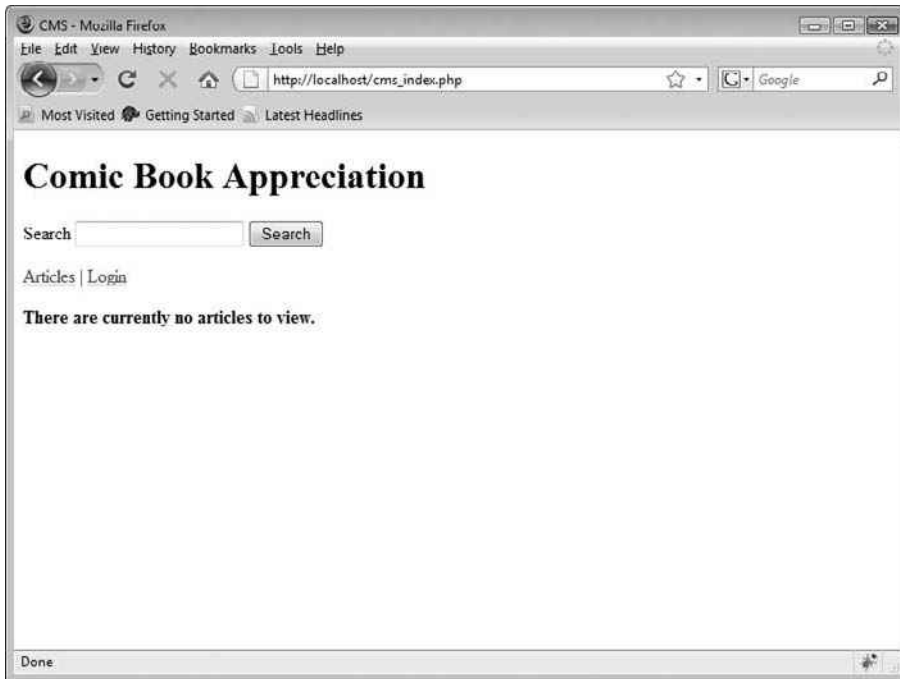 CMS - Mozilla Firefox
File Edit View History Bookmarks Tools Help
http://localhost/cms_index.php
G Google
Most Visited Getting Started Latest Headlines
Comic Book Appreciation
Search Search
Articles | Login
There are currently no articles to view.
Done